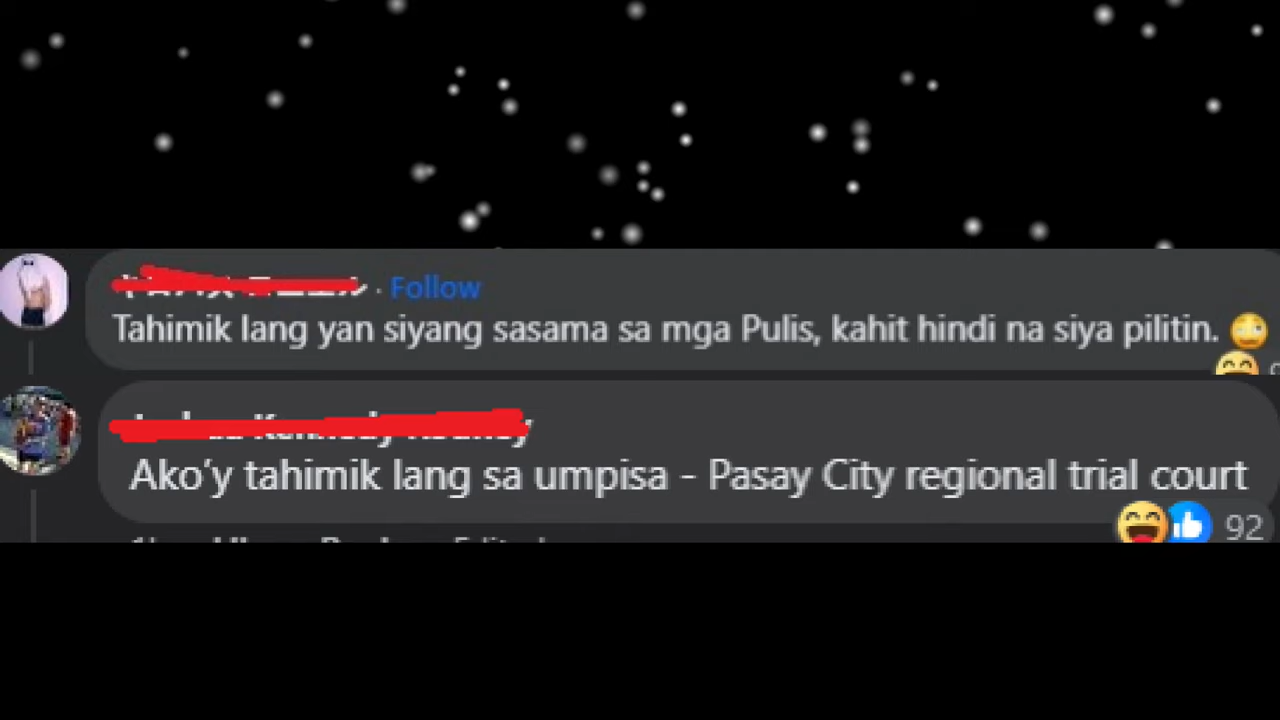 · Follow
Tahimik lang yan siyang sasama sa mga Pulis, kahit hindi na siya pilitin. 🙄
Ako'y tahimik lang sa umpisa - Pasay City regional trial court
92